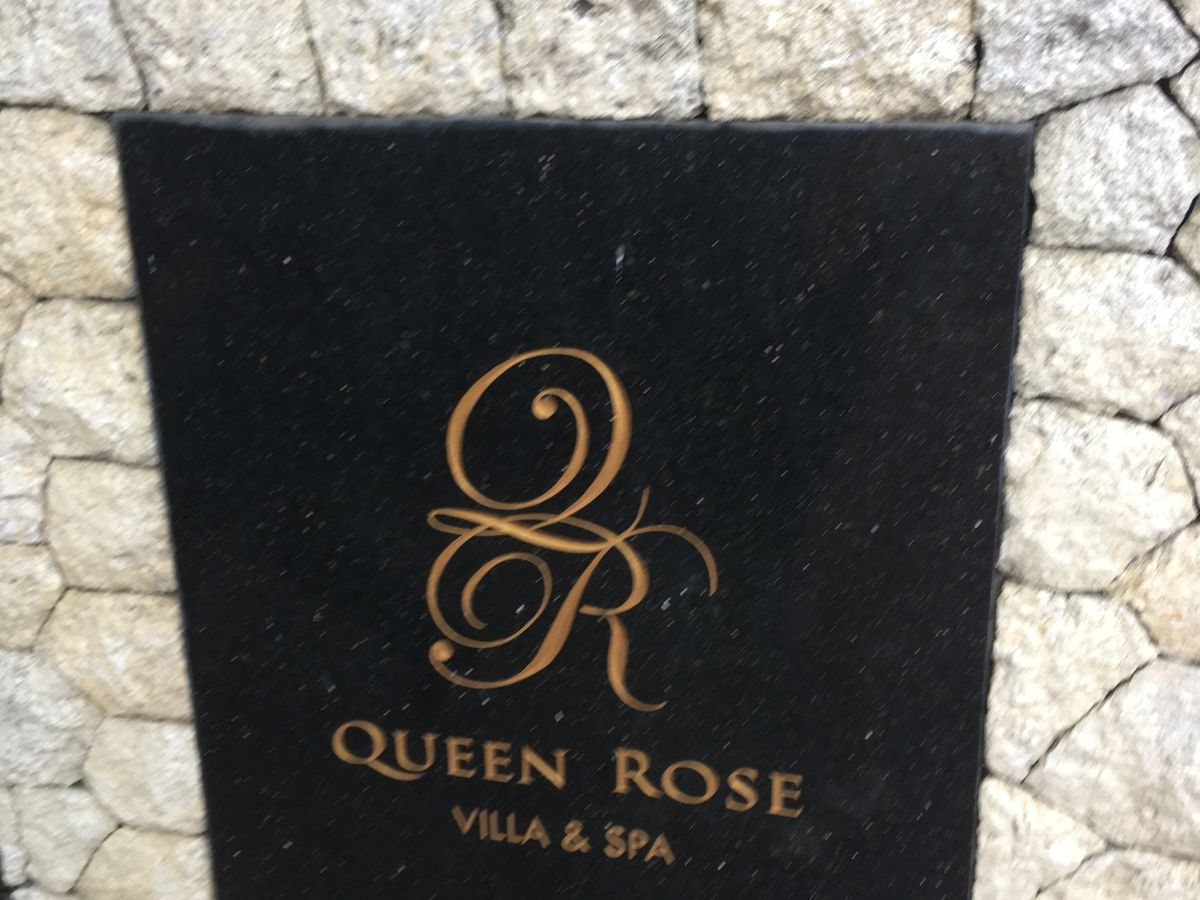 QR
QUEEN ROSE
VILLA & SPA